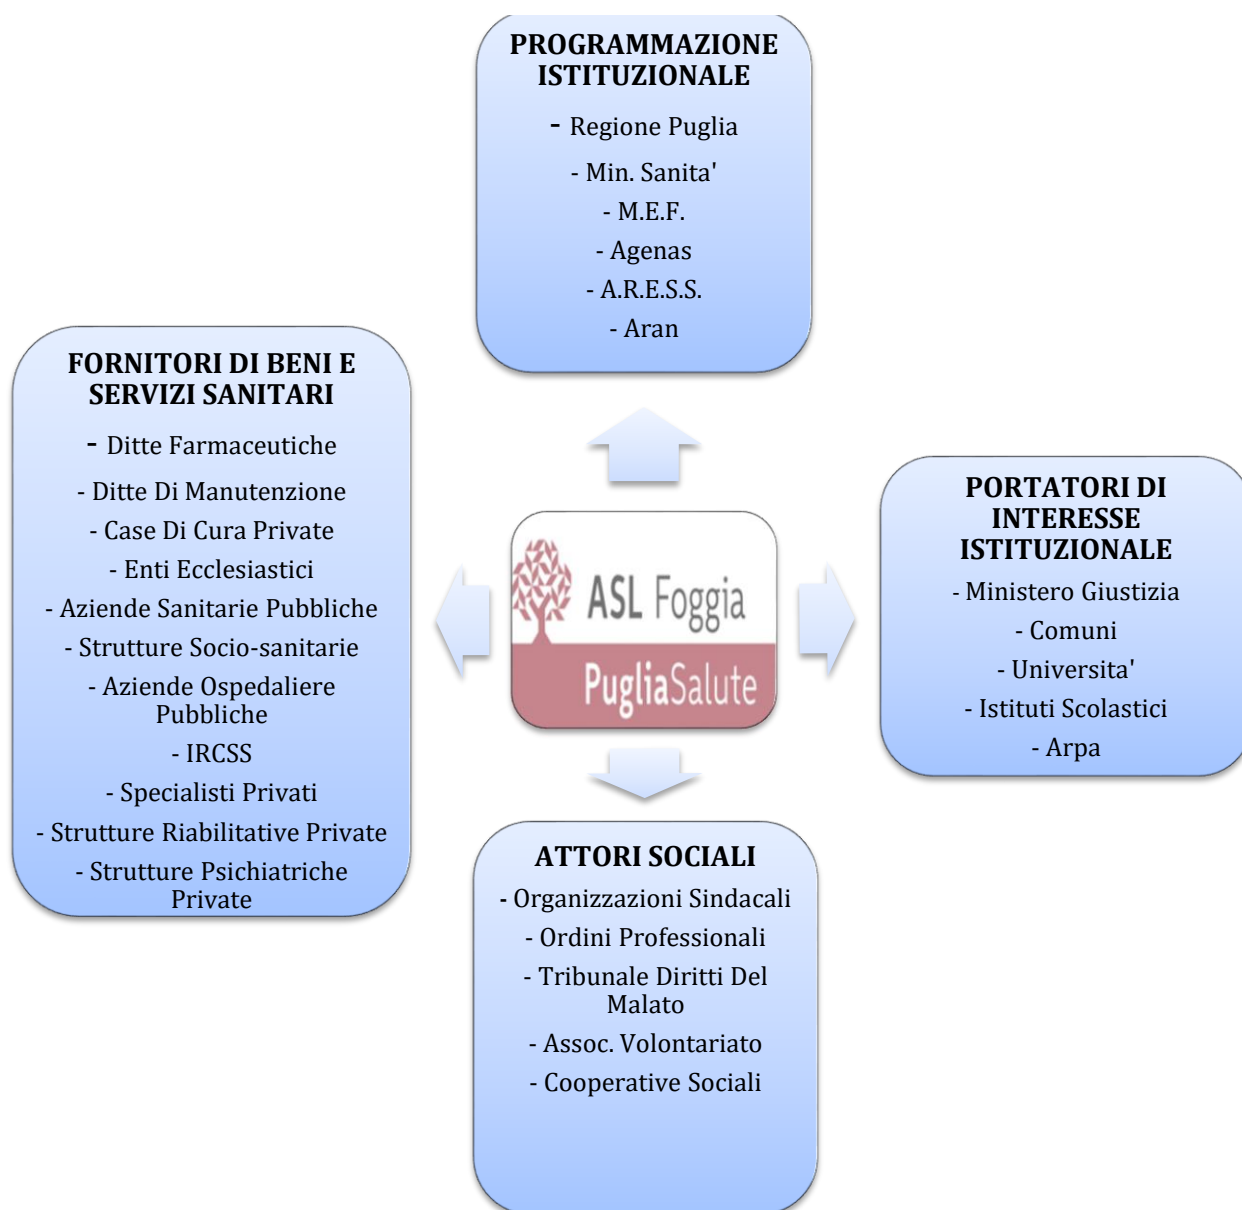 PROGRAMMAZIONE
ISTITUZIONALE
- Regione Puglia
- Min. Sanita'
- M.E.F.
- Agenas
- A.R.E.S.S.
- Aran
FORNITORI DI BENI E
SERVIZI SANITARI
- Ditte Farmaceutiche
- Ditte Di Manutenzione
- Case Di Cura Private
- Enti Ecclesiastici
- Aziende Sanitarie Pubbliche
- Strutture Socio-sanitarie
- Aziende Ospedaliere
Pubbliche
- IRCSS
- Specialisti Privati
- Strutture Riabilitative Private
- Strutture Psichiatriche
Private
ASL Foggia
PugliaSalute
PORTATORI DI
INTERESSE
ISTITUZIONALE
- Ministero Giustizia
- Comuni
- Universita'
- Istituti Scolastici
- Arpa
ATTORI SOCIALI
- Organizzazioni Sindacali
- Ordini Professionali
- Tribunale Diritti Del
Malato
- Assoc. Volontariato
- Cooperative Sociali